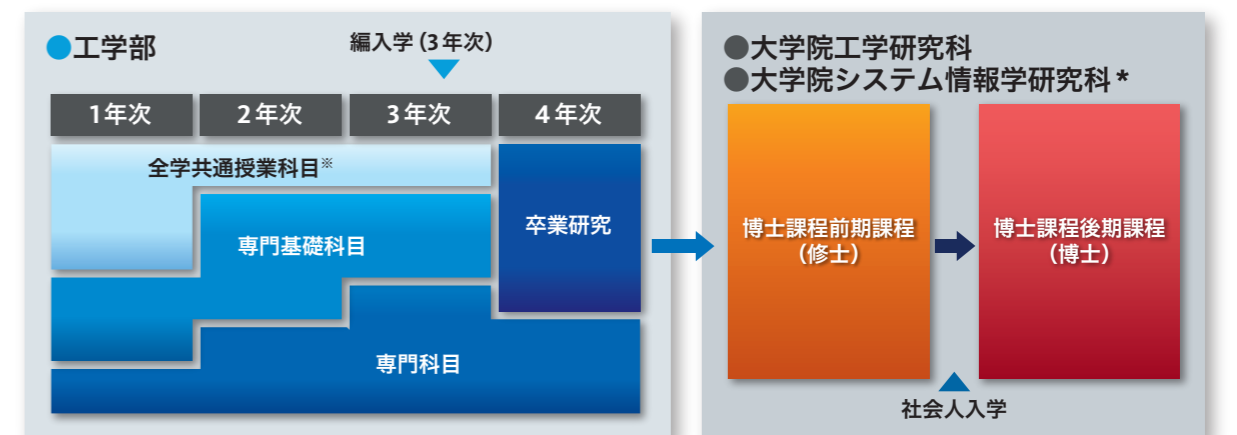 ●工学部
編入学（3年次）
1年次
2年次
3年次
4年次
全学共通授業科目※
専門基礎科目
専門科目
卒業研究
●大学院工学研究科
●大学院システム情報学研究科*
博士課程前期課程
（修士）
博士課程後期課程
（博士）
社会人入学